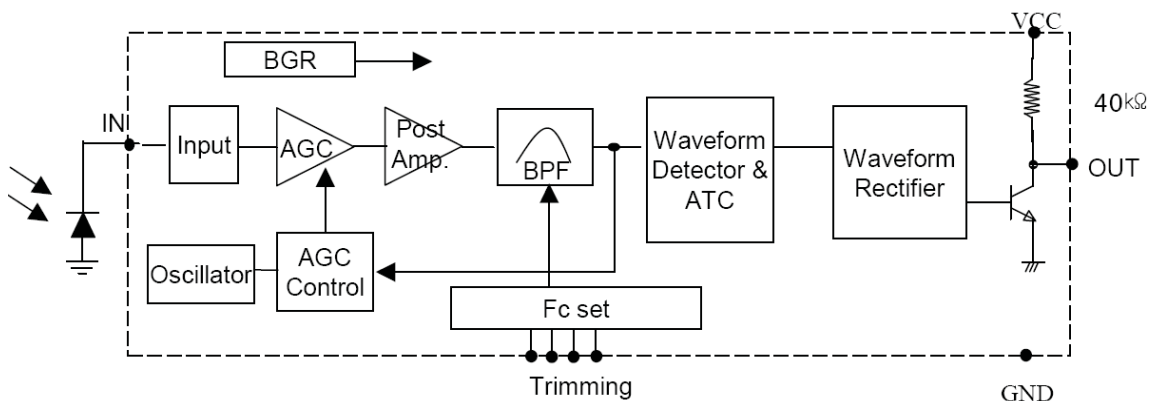 VCC
BGR
40kΩ
IN
Input
AGC
Post
Amp.
BPF
Waveform
Detector &
ATC
Waveform
Rectifier
OUT
Oscillator
AGC
Control
Fc set
Trimming
GND